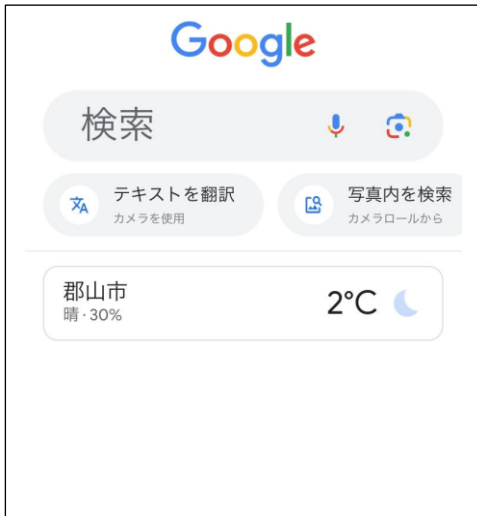 Google
検索
テキストを翻訳
カメラを使用
写真内を検索
カメラロールから
郡山市
晴・30%
2°C